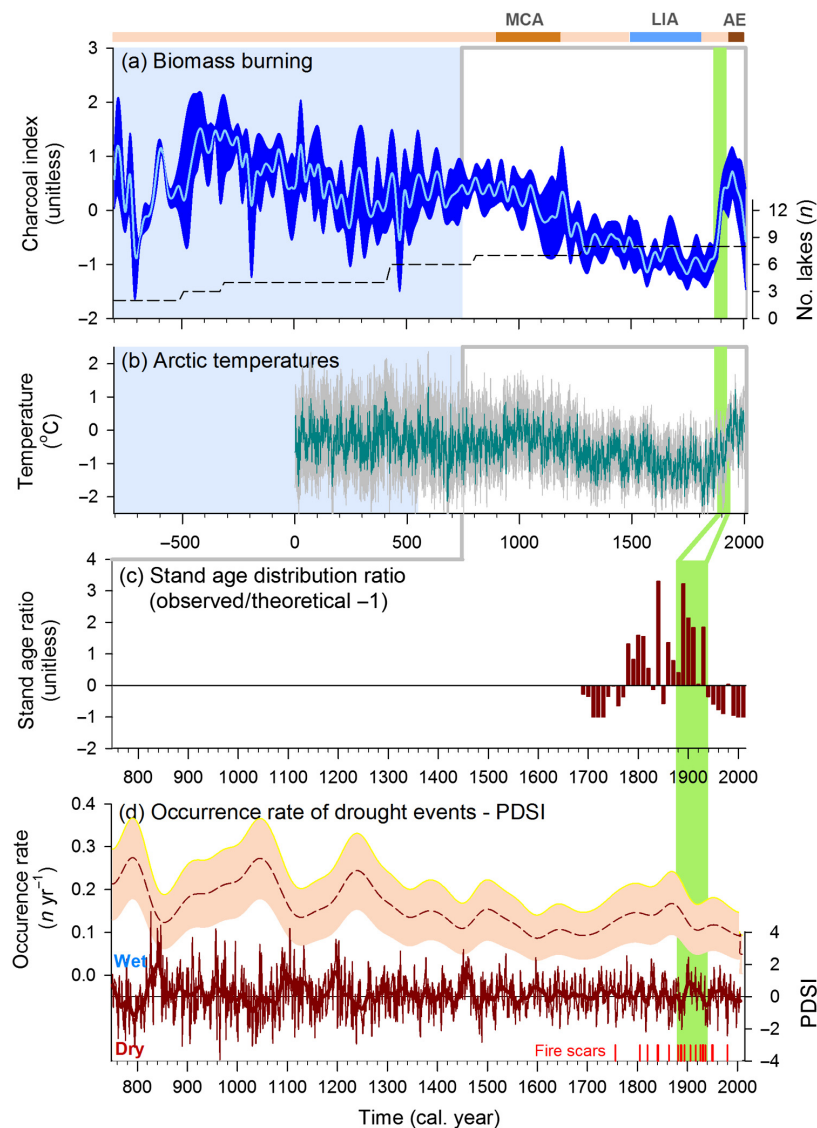 MCA LIA AE
(a) Biomass burning
3
2
1
0
−1
−2
Charcoal index
(unitless)
12
9
6
3
0
No. lakes (n)
(b) Arctic temperatures
2
1
0
−1
−2
Temperature
(°C)
−500 0 500 1000 1500 2000
(c) Stand age distribution ratio
(observed/theoretical −1)
4
3
2
1
0
−1
−2
Stand age ratio
(unitless)
800 900 1000 1100 1200 1300 1400 1500 1600 1700 1800 1900 2000
(d) Occurrence rate of drought events - PDSI
0.4
0.3
0.2
0.1
0.0
Occurrence rate
(n yr⁻¹)
Wet
Dry
Fire scars
4
2
0
−2
−4
PDSI
800 900 1000 1100 1200 1300 1400 1500 1600 1700 1800 1900 2000
Time (cal. year)